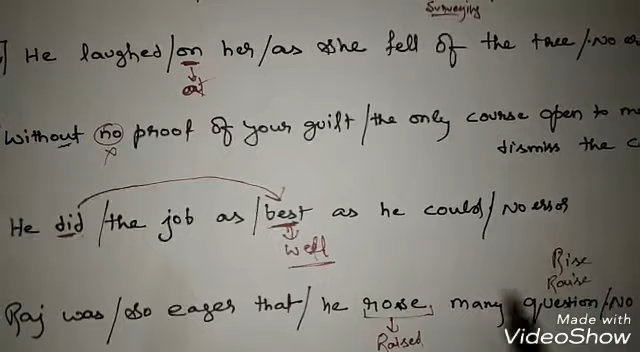 Surveying
He laughed/on her/as she fell of the tree/.No er
at
Without no proof of your guilt/the only course open to m
dismiss the c
He did/the job as/best as he could/No error
Well
Rise
Raise
Raj was/so eager that/he rose many question/.No
Raised
Made with
VideoShow